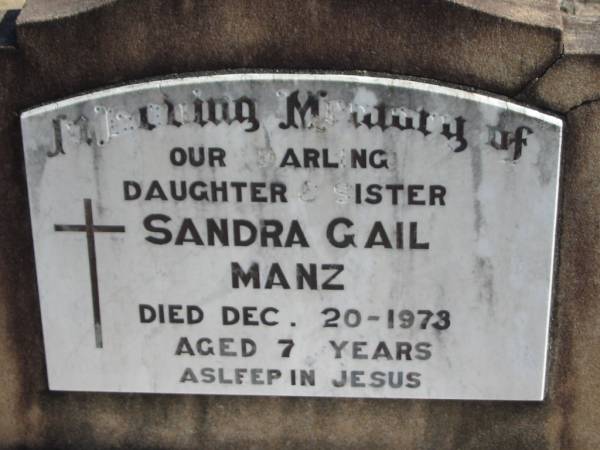 In Loving Memory of
OUR DARLING
DAUGHTER & SISTER
SANDRA GAIL
MANZ
DIED DEC. 20-1973
AGED 7 YEARS
ASLEEP IN JESUS